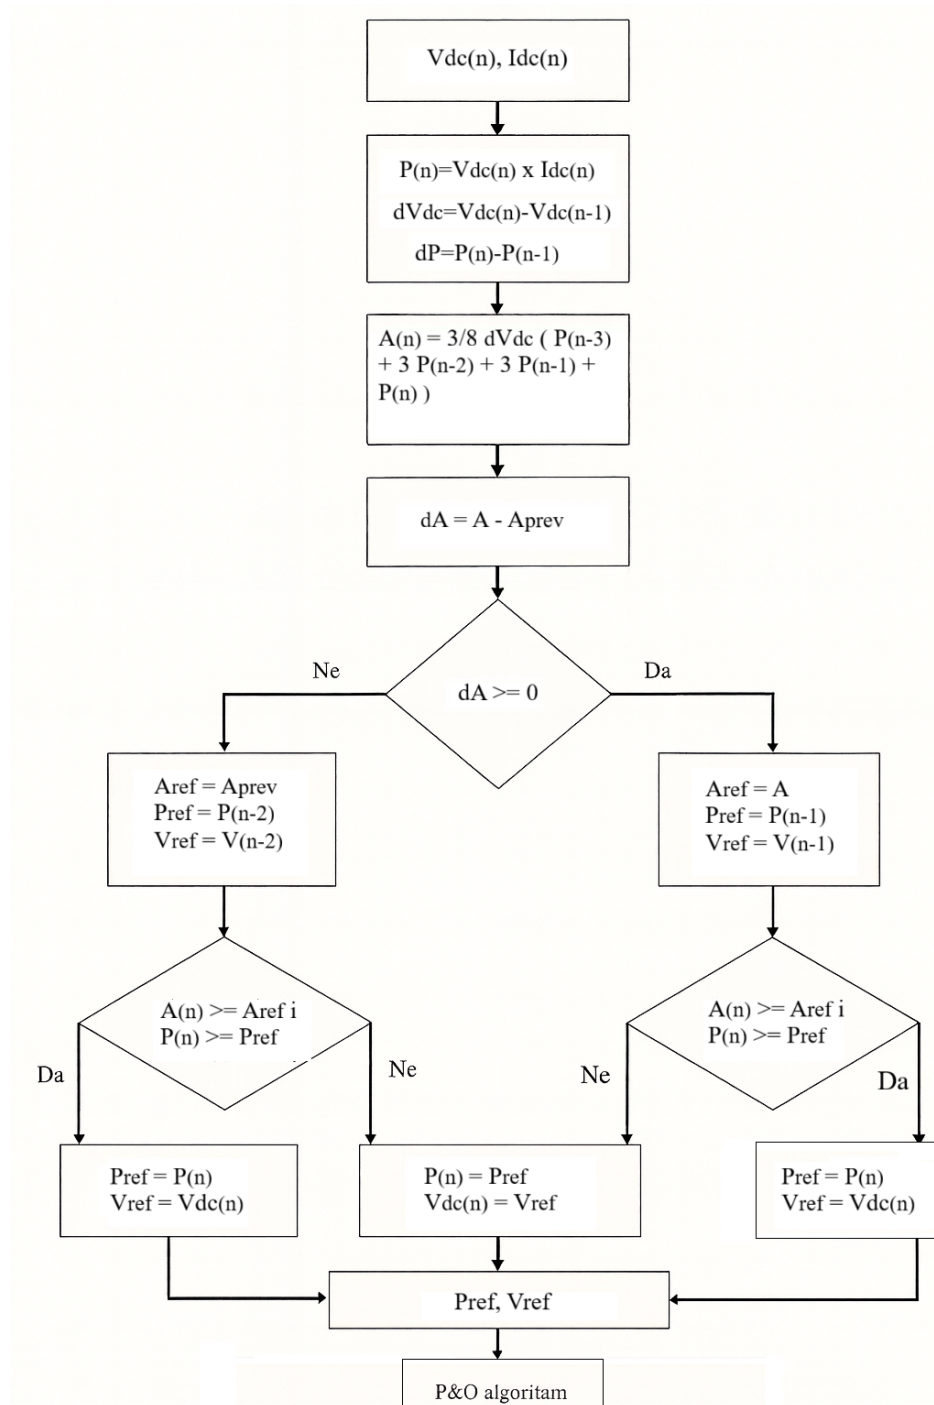 Vdc(n), Idc(n)
P(n)=Vdc(n) x Idc(n)
dVdc=Vdc(n)-Vdc(n-1)
dP=P(n)-P(n-1)
A(n) = 3/8 dVdc ( P(n-3)
+ 3 P(n-2) + 3 P(n-1) +
P(n) )
dA = A - Aprev
dA >= 0
Ne
Da
Aref = Aprev
Pref = P(n-2)
Vref = V(n-2)
Aref = A
Pref = P(n-1)
Vref = V(n-1)
A(n) >= Aref i
P(n) >= Pref
A(n) >= Aref i
P(n) >= Pref
Da
Ne
Ne
Da
Pref = P(n)
Vref = Vdc(n)
P(n) = Pref
Vdc(n) = Vref
Pref = P(n)
Vref = Vdc(n)
Pref, Vref
P&O algoritam